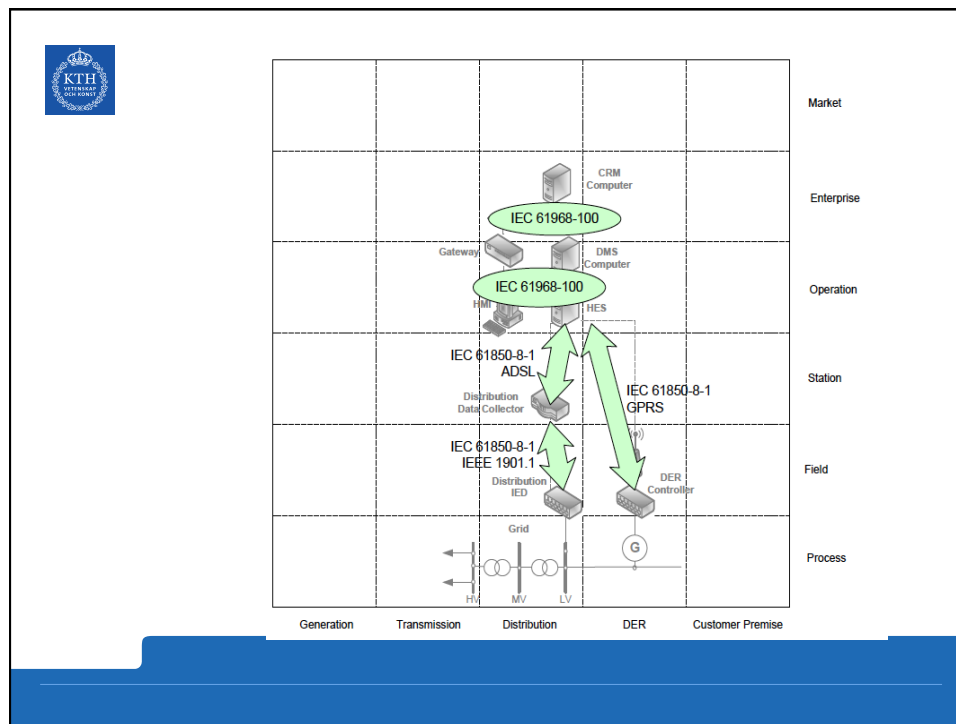 KTH
VETENSKAP
OCH KONST
Market
CRM
Computer
Enterprise
IEC 61968-100
Gateway
DMS
Computer
Operation
IEC 61968-100
HMI
HES
IEC 61850-8-1
ADSL
Station
IEC 61850-8-1
GPRS
Distribution
Data Collector
IEC 61850-8-1
IEEE 1901.1
Field
Distribution
IED
DER
Controller
Grid
G
Process
HV
MV
LV
Generation
Transmission
Distribution
DER
Customer Premise